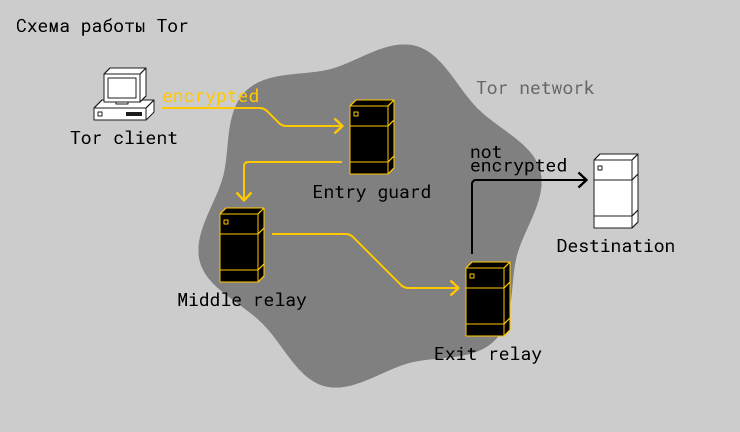 Схема работы Tor
Tor network
encrypted
Tor client
not
encrypted
Entry guard
Destination
Middle relay
Exit relay